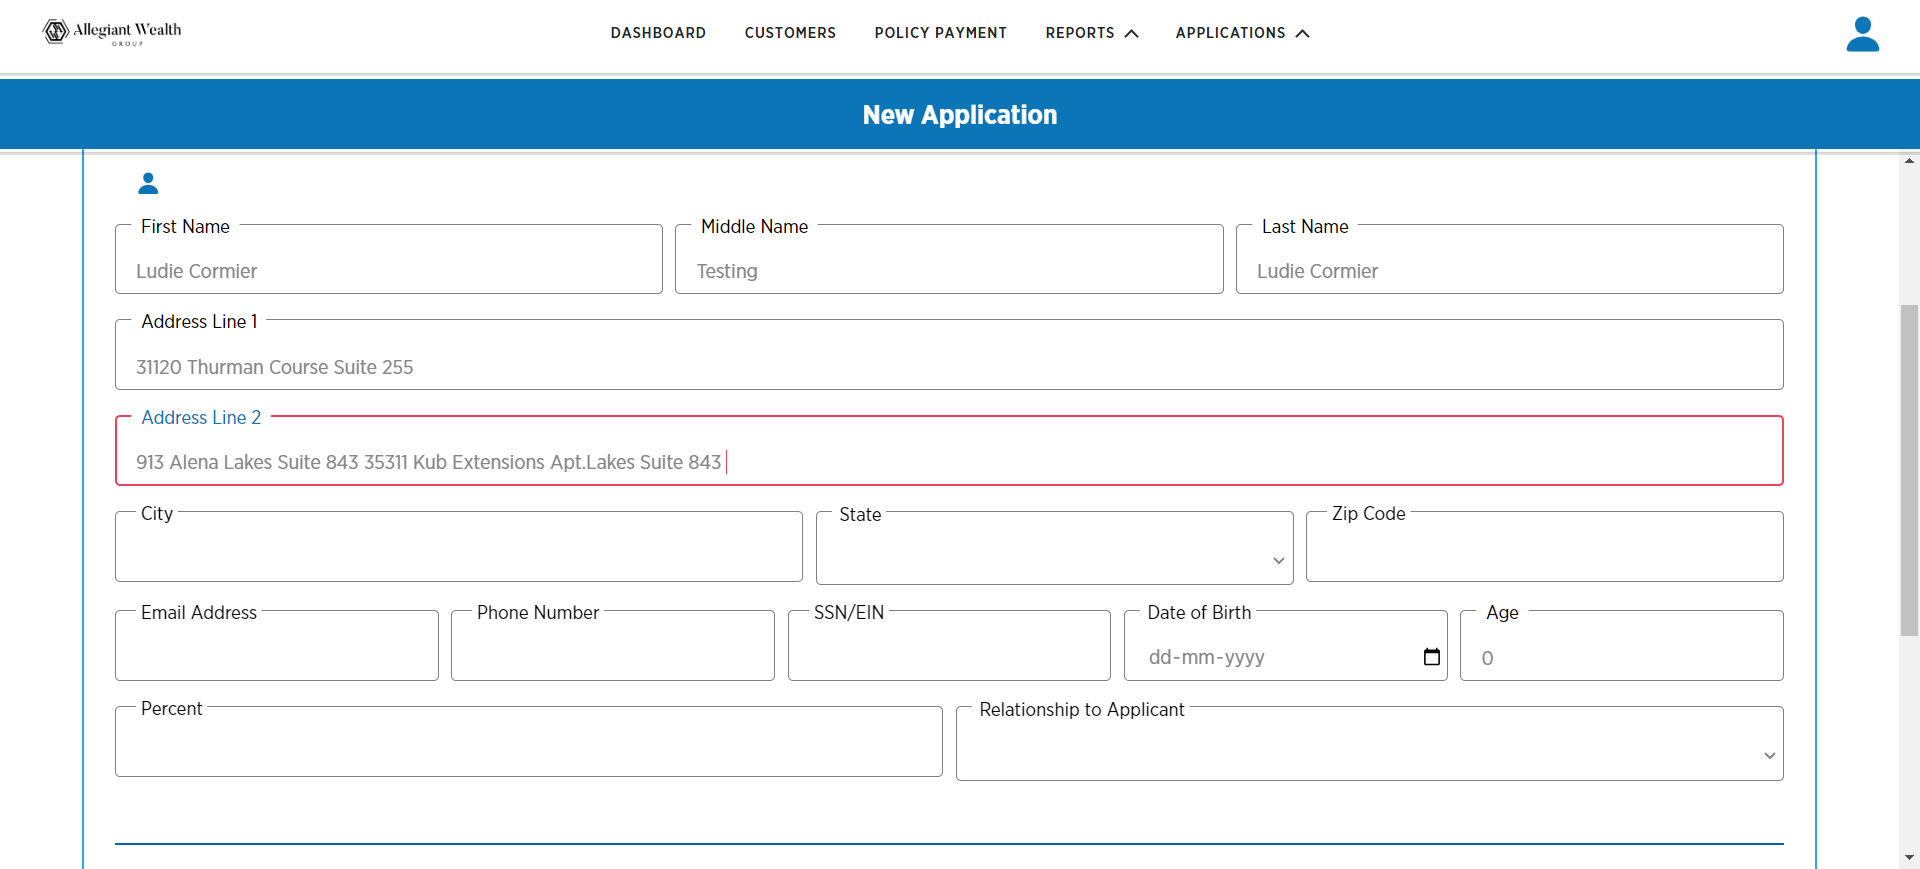 Allegiant Wealth
GROUP
DASHBOARD CUSTOMERS POLICY PAYMENT REPORTS APPLICATIONS
New Application
First Name Middle Name Last Name
Ludie Cormier Testing Ludie Cormier
Address Line 1
31120 Thurman Course Suite 255
Address Line 2
913 Alena Lakes Suite 843 35311 Kub Extensions Apt.Lakes Suite 843
City State Zip Code
Email Address Phone Number SSN/EIN Date of Birth Age
dd-mm-yyyy 0
Percent Relationship to Applicant